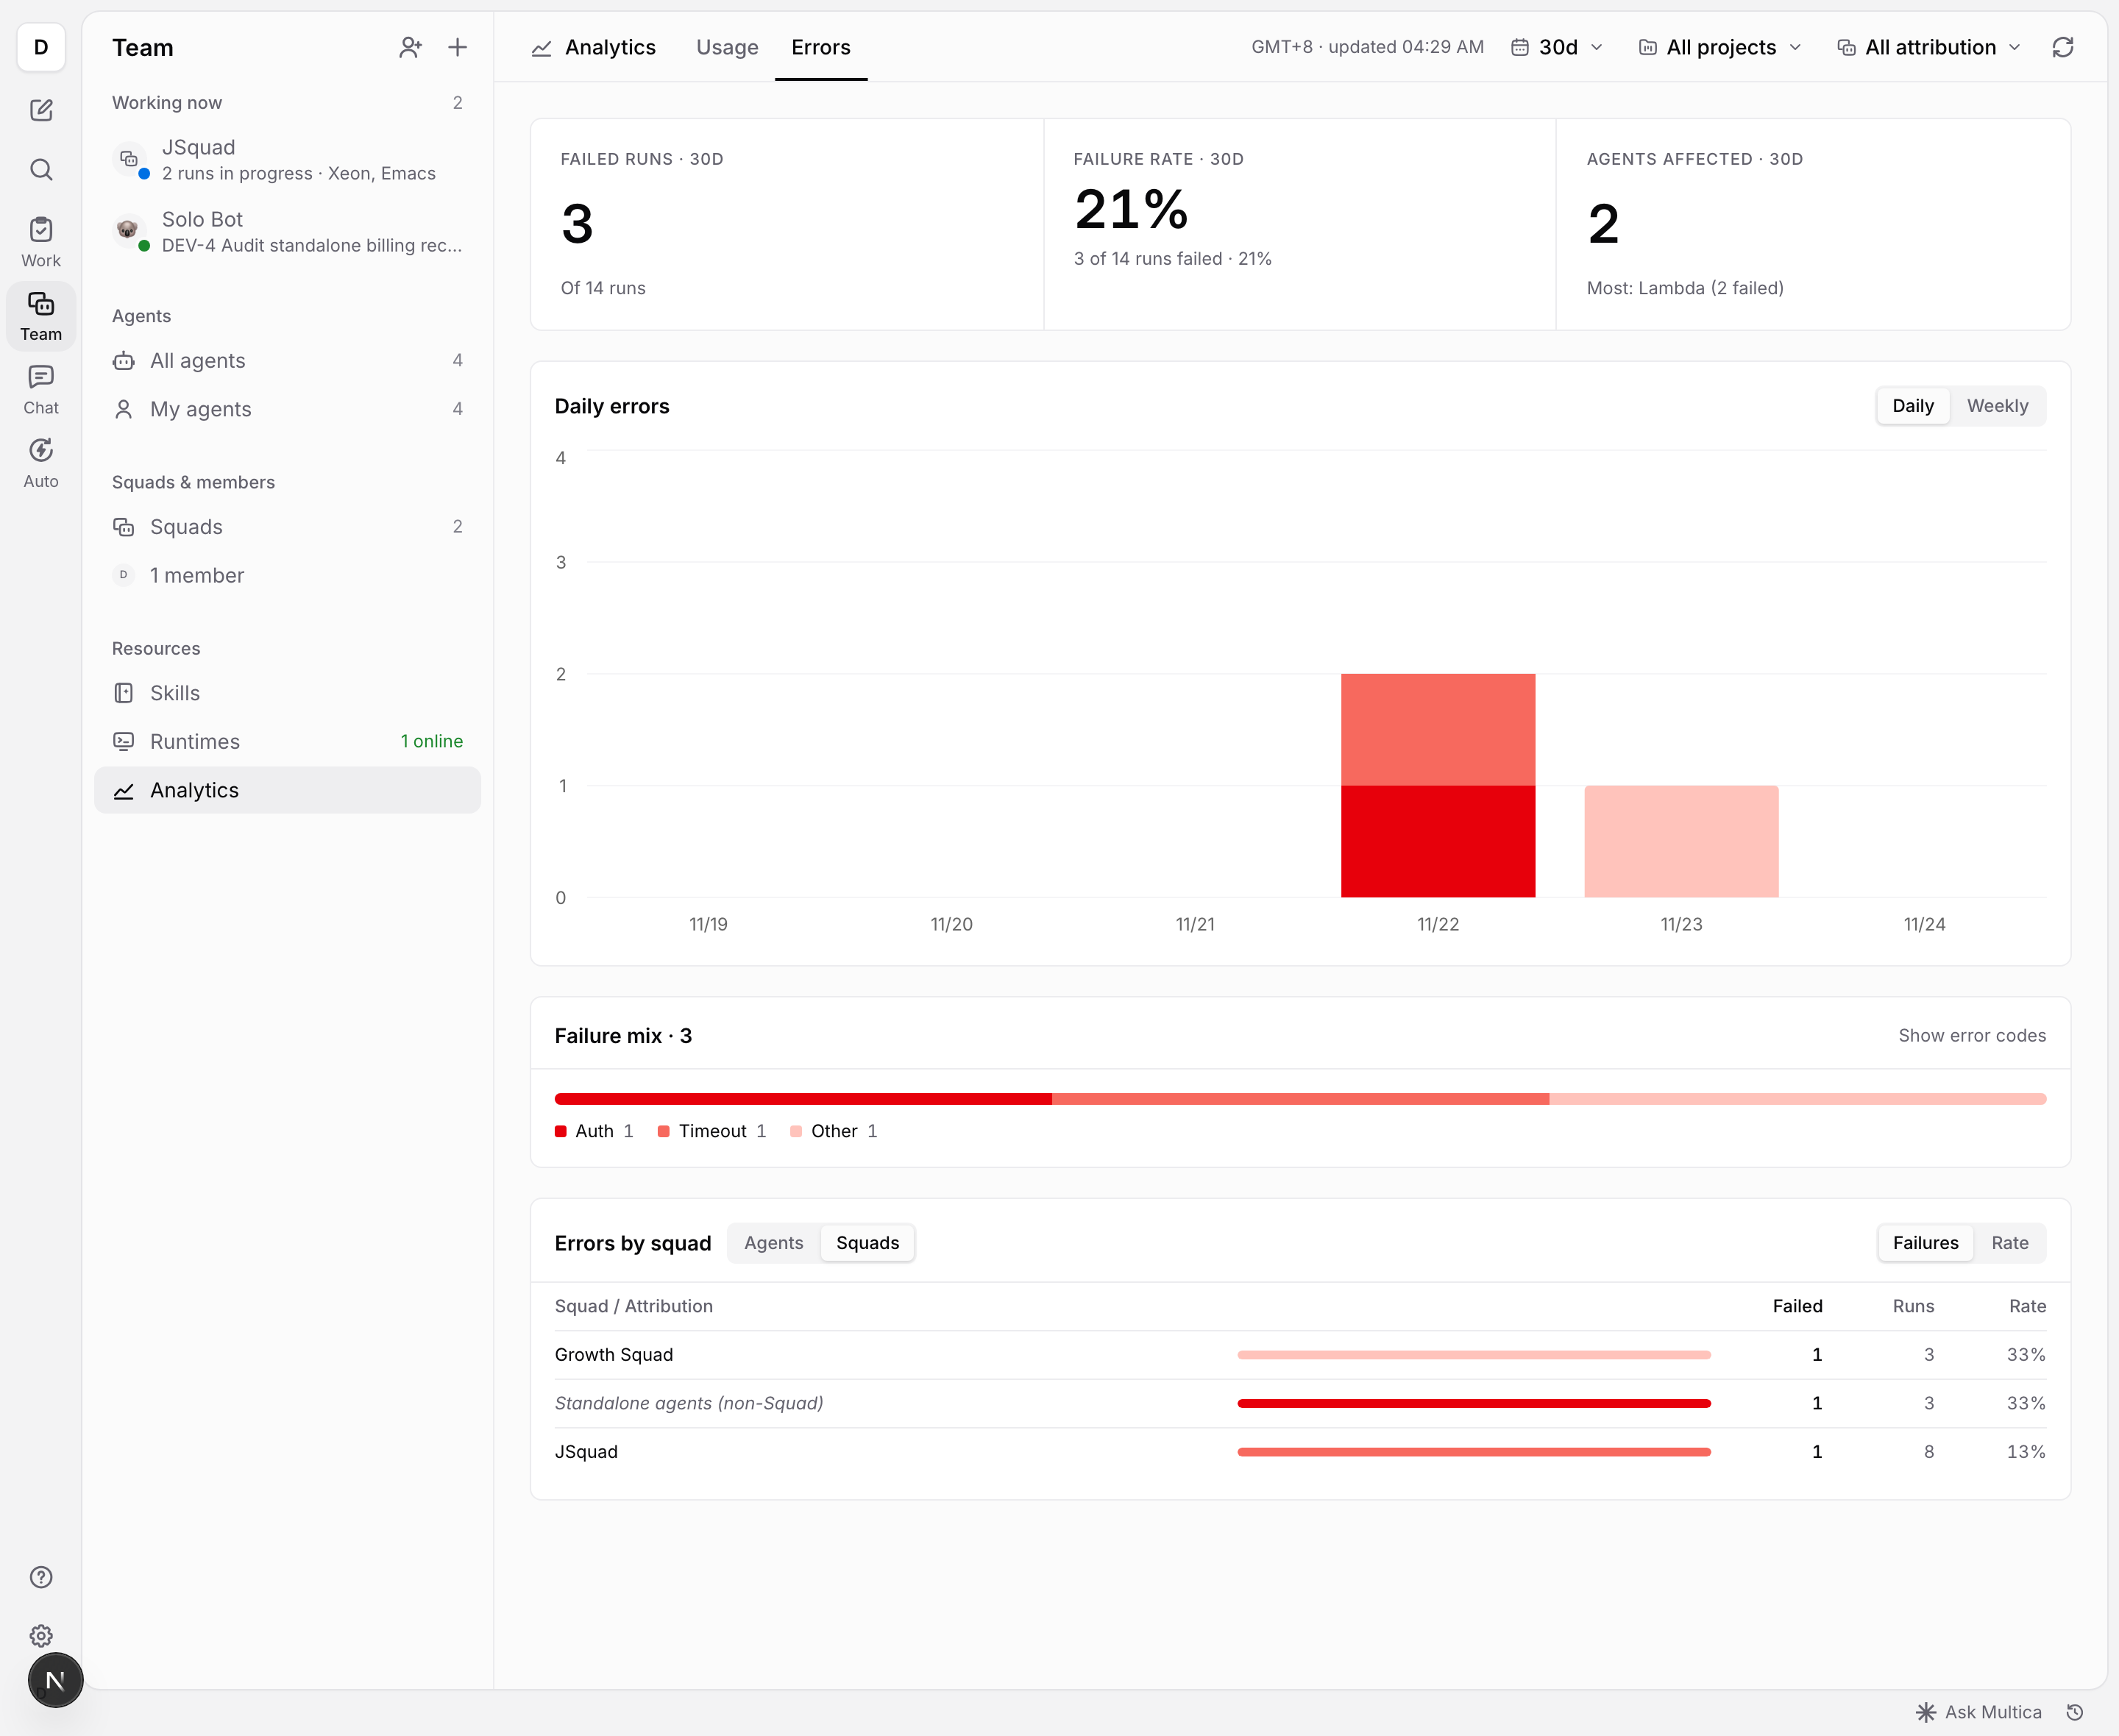 D
Work
Team
Chat
Auto
N
Team
Working now 2
JSquad
2 runs in progress · Xeon, Emacs
Solo Bot
DEV-4 Audit standalone billing rec...
Agents
All agents 4
My agents 4
Squads & members
Squads 2
D 1 member
Resources
Skills
Runtimes 1 online
Analytics
Analytics Usage Errors GMT+8 · updated 04:29 AM 30d All projects All attribution
FAILED RUNS · 30D
3
Of 14 runs
FAILURE RATE · 30D
21%
3 of 14 runs failed · 21%
AGENTS AFFECTED · 30D
2
Most: Lambda (2 failed)
Daily errors Daily Weekly
4
3
2
1
0
11/19 11/20 11/21 11/22 11/23 11/24
Failure mix · 3 Show error codes
Auth 1 Timeout 1 Other 1
Errors by squad Agents Squads Failures Rate
Squad / Attribution Failed Runs Rate
Growth Squad 1 3 33%
Standalone agents (non-Squad) 1 3 33%
JSquad 1 8 13%
Ask Multica